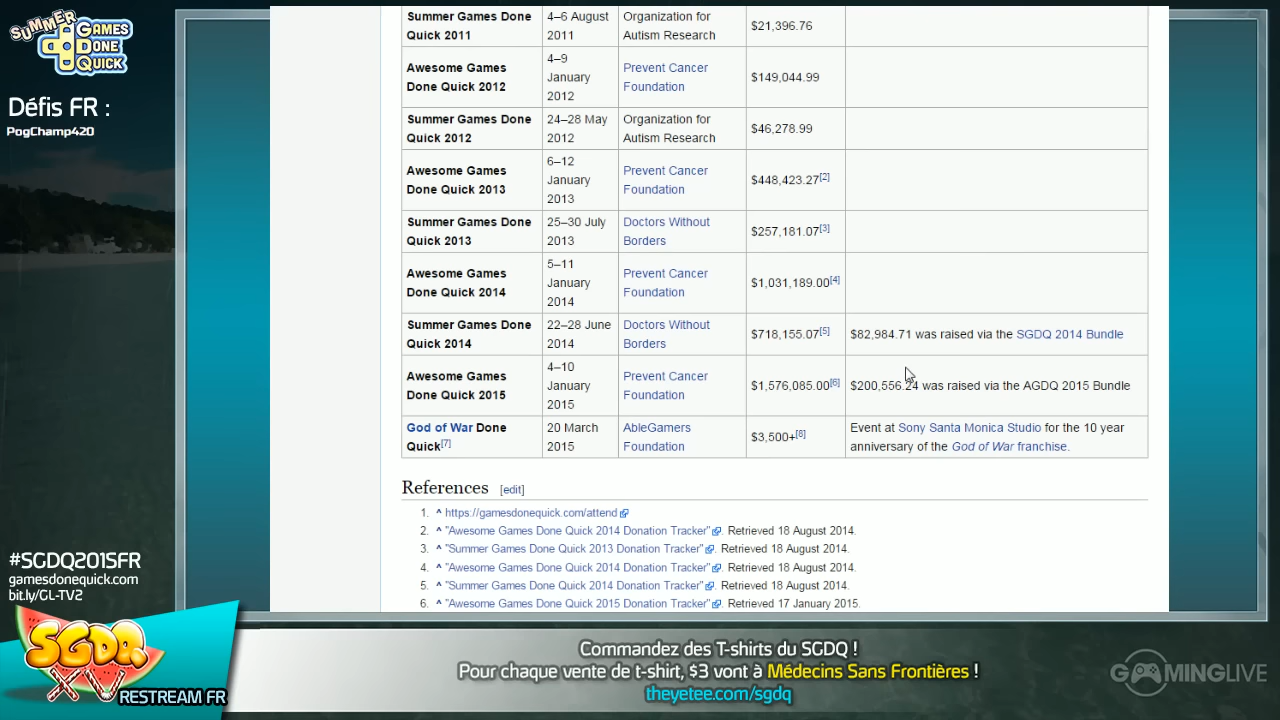 SUMMER
GAMES
DONE
QUICK
Défis FR :
PogChamp420
Summer Games Done
Quick 2011
4–6 August
2011
Organization for
Autism Research
$21,396.76
Awesome Games
Done Quick 2012
4–9
January
2012
Prevent Cancer
Foundation
$149,044.99
Summer Games Done
Quick 2012
24–28 May
2012
Organization for
Autism Research
$46,278.99
Awesome Games
Done Quick 2013
6–12
January
2013
Prevent Cancer
Foundation
$448,423.27[2]
Summer Games Done
Quick 2013
25–30 July
2013
Doctors Without
Borders
$257,181.07[3]
Awesome Games
Done Quick 2014
5–11
January
2014
Prevent Cancer
Foundation
$1,031,189.00[4]
Summer Games Done
Quick 2014
22–28 June
2014
Doctors Without
Borders
$718,155.07[5]
$82,984.71 was raised via the SGDQ 2014 Bundle
Awesome Games
Done Quick 2015
4–10
January
2015
Prevent Cancer
Foundation
$1,576,085.00[6]
$200,556.24 was raised via the AGDQ 2015 Bundle
God of War Done
Quick[7]
20 March
2015
AbleGamers
Foundation
$3,500+[8]
Event at Sony Santa Monica Studio for the 10 year
anniversary of the God of War franchise.
References [edit]
1. ^ https://gamesdonequick.com/attend
2. ^ "Awesome Games Done Quick 2014 Donation Tracker". Retrieved 18 August 2014.
3. ^ "Summer Games Done Quick 2013 Donation Tracker". Retrieved 18 August 2014.
4. ^ "Awesome Games Done Quick 2014 Donation Tracker". Retrieved 18 August 2014.
5. ^ "Summer Games Done Quick 2014 Donation Tracker". Retrieved 18 August 2014.
6. ^ "Awesome Games Done Quick 2015 Donation Tracker". Retrieved 17 January 2015.
#SGDQ2015FR
gamesdonequick.com
bit.ly/GL-TV2
SGDQ
XV
RESTREAM FR
Commandez des T-shirts du SGDQ !
Pour chaque vente de t-shirt, $3 vont à Médecins Sans Frontières !
theyetee.com/sgdq
GAMINGLIVE